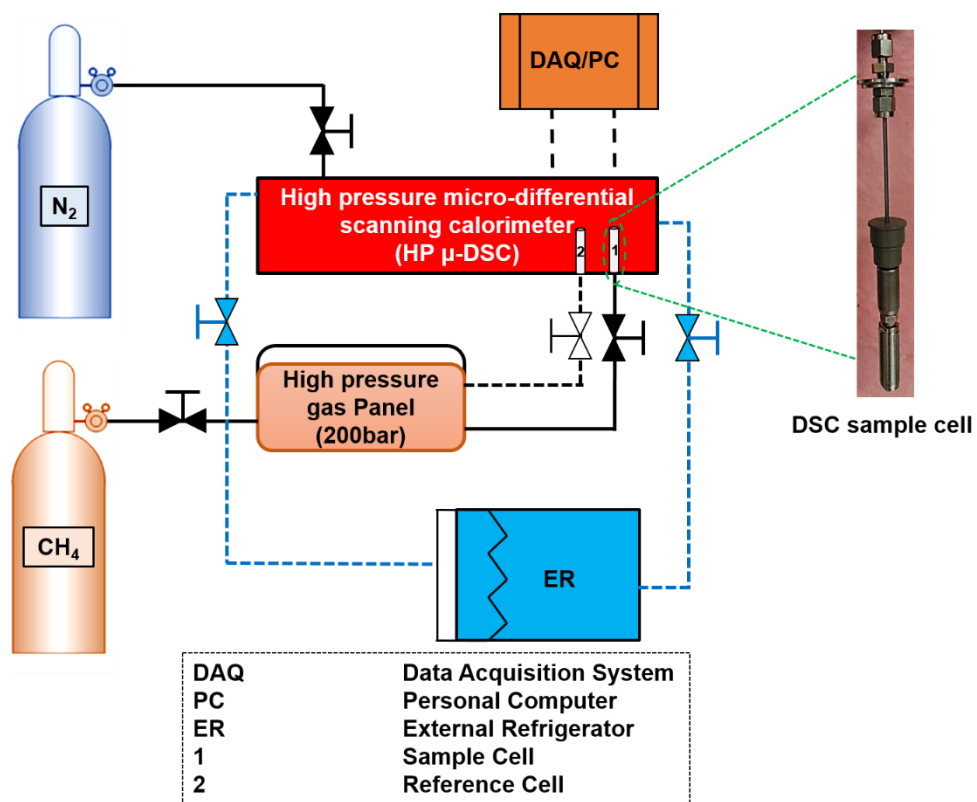 DAQ/PC
N2
High pressure micro-differential
scanning calorimeter
(HP µ-DSC)
2
1
High pressure
gas Panel
(200bar)
DSC sample cell
CH4
ER
DAQ Data Acquisition System
PC Personal Computer
ER External Refrigerator
1 Sample Cell
2 Reference Cell